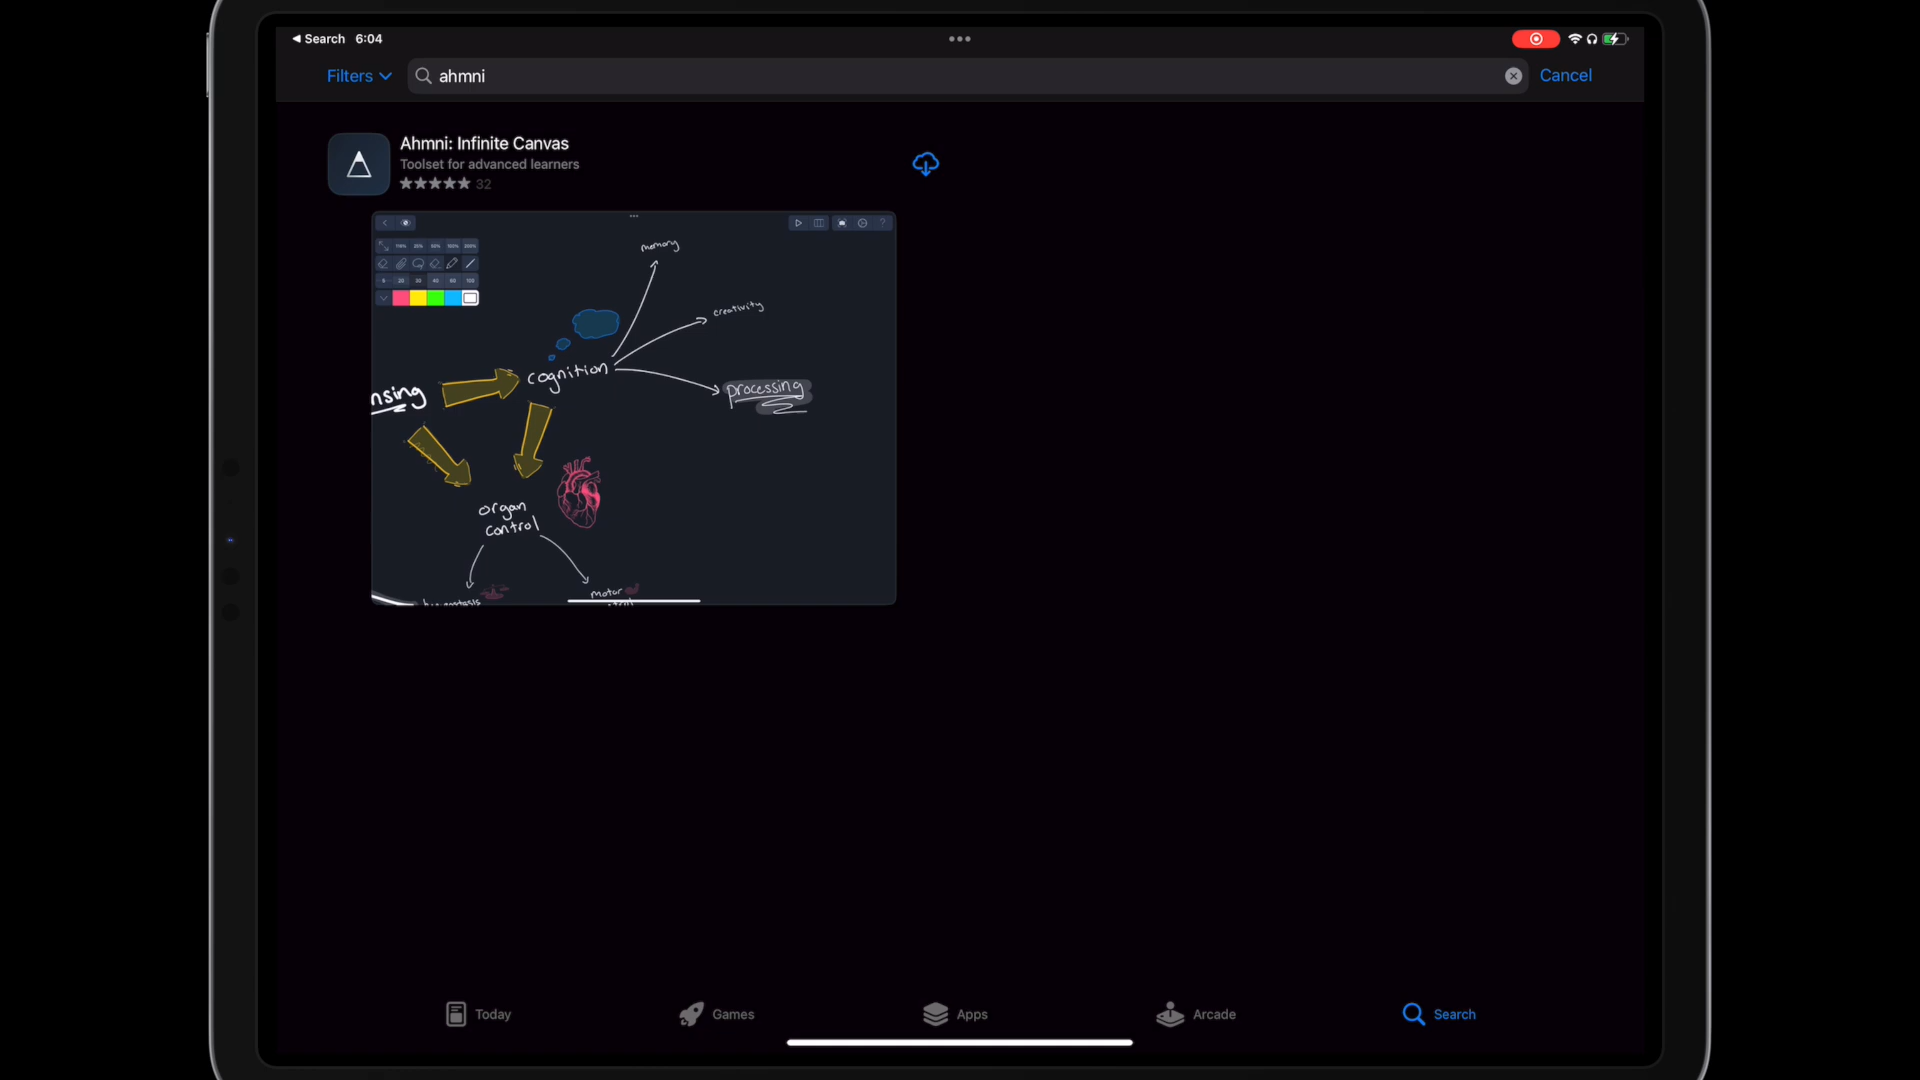 Search 6:04
Filters ahmni Cancel
Ahmni: Infinite Canvas
Toolset for advanced learners
32
memory
creativity
cognition
processing
nsing
organ
control
motor
Today Games Apps Arcade Search